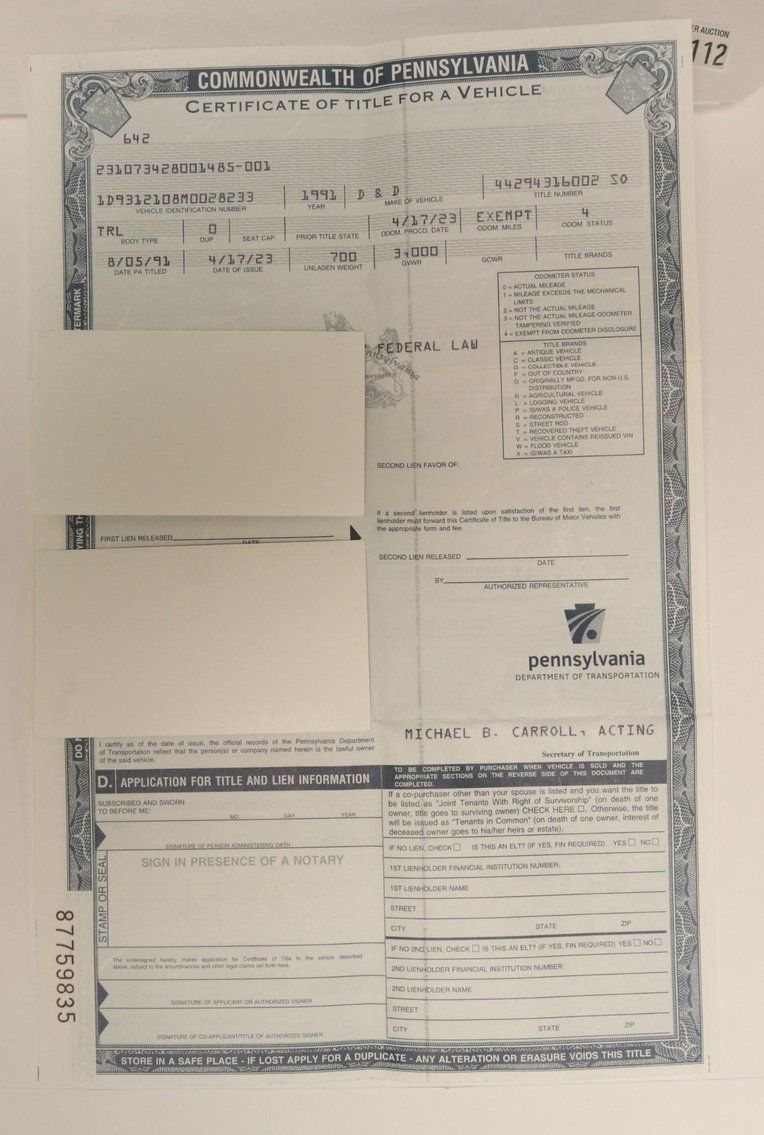 ER AUCTION
112
COMMONWEALTH OF PENNSYLVANIA
CERTIFICATE OF TITLE FOR A VEHICLE
642
231073428001485-001
1D9312108M0028233 1991 D & D 44294316002 SO
VEHICLE IDENTIFICATION NUMBER YEAR MAKE OF VEHICLE TITLE NUMBER
TRL 0 4/17/23 EXEMPT 4
BODY TYPE DUP SEAT CAP PRIOR TITLE STATE ODOM. PROCD. DATE ODOM. MILES ODOM. STATUS
8/05/91 4/17/23 700 3,000
DATE PA TITLED DATE OF ISSUE UNLADEN WEIGHT GVWR GCWR TITLE BRANDS
ODOMETER STATUS
0 = ACTUAL MILEAGE
1 = MILEAGE EXCEEDS THE MECHANICAL
LIMITS
2 = NOT THE ACTUAL MILEAGE
3 = NOT THE ACTUAL MILEAGE-ODOMETER
TAMPERING VERIFIED
4 = EXEMPT FROM ODOMETER DISCLOSURE
TITLE BRANDS
A = ANTIQUE VEHICLE
C = CLASSIC VEHICLE
D = COLLECTIBLE VEHICLE
F = OUT OF COUNTRY
G = ORIGINALLY MFGD. FOR NON-U.S.
DISTRIBUTION
H = AGRICULTURAL VEHICLE
L = LOGGING VEHICLE
P = IS/WAS A POLICE VEHICLE
R = RECONSTRUCTED
S = STREET ROD
T = RECOVERED THEFT VEHICLE
V = VEHICLE CONTAINS REISSUED VIN
W = FLOOD VEHICLE
X = IS/WAS A TAXI
FEDERAL LAW
SECOND LIEN FAVOR OF:
If a second lienholder is listed upon satisfaction of the first lien, the first
lienholder must forward this Certificate of Title to the Bureau of Motor Vehicles with
the appropriate form and fee.
FIRST LIEN RELEASED
DATE
SECOND LIEN RELEASED
DATE
BY
AUTHORIZED REPRESENTATIVE
pennsylvania
DEPARTMENT OF TRANSPORTATION
MICHAEL B. CARROLL, ACTING
Secretary of Transportation
I certify as of the date of issue, the official records of the Pennsylvania Department
of Transportation reflect that the person(s) or company named herein is the lawful owner
of the said vehicle.
D. APPLICATION FOR TITLE AND LIEN INFORMATION
SUBSCRIBED AND SWORN
TO BEFORE ME:
MO. DAY YEAR
SIGNATURE OF PERSON ADMINISTERING OATH
STAMP OR SEAL
SIGN IN PRESENCE OF A NOTARY
The undersigned hereby makes application for Certificate of Title to the vehicle described
above, subject to the encumbrances and other legal claims set forth here.
SIGNATURE OF APPLICANT OR AUTHORIZED SIGNER
SIGNATURE OF CO-APPLICANT/TITLE OF AUTHORIZED SIGNER
TO BE COMPLETED BY PURCHASER WHEN VEHICLE IS SOLD AND THE
APPROPRIATE SECTIONS ON THE REVERSE SIDE OF THIS DOCUMENT ARE
COMPLETED.
If a co-purchaser other than your spouse is listed and you want the title to
be listed as "Joint Tenants With Right of Survivorship" (on death of one
owner, title goes to surviving owner) CHECK HERE ☐. Otherwise, the title
will be issued as "Tenants in Common" (on death of one owner, interest of
deceased owner goes to his/her heirs or estate).
IF NO LIEN, CHECK ☐ IS THIS AN ELT? (IF YES, FIN REQUIRED) YES ☐ NO ☐
1ST LIENHOLDER FINANCIAL INSTITUTION NUMBER:
1ST LIENHOLDER NAME
STREET
CITY STATE ZIP
IF NO 2ND LIEN, CHECK ☐ IS THIS AN ELT? (IF YES, FIN REQUIRED) YES ☐ NO ☐
2ND LIENHOLDER FINANCIAL INSTITUTION NUMBER:
2ND LIENHOLDER NAME
STREET
CITY STATE ZIP
87759835
STORE IN A SAFE PLACE - IF LOST APPLY FOR A DUPLICATE - ANY ALTERATION OR ERASURE VOIDS THIS TITLE